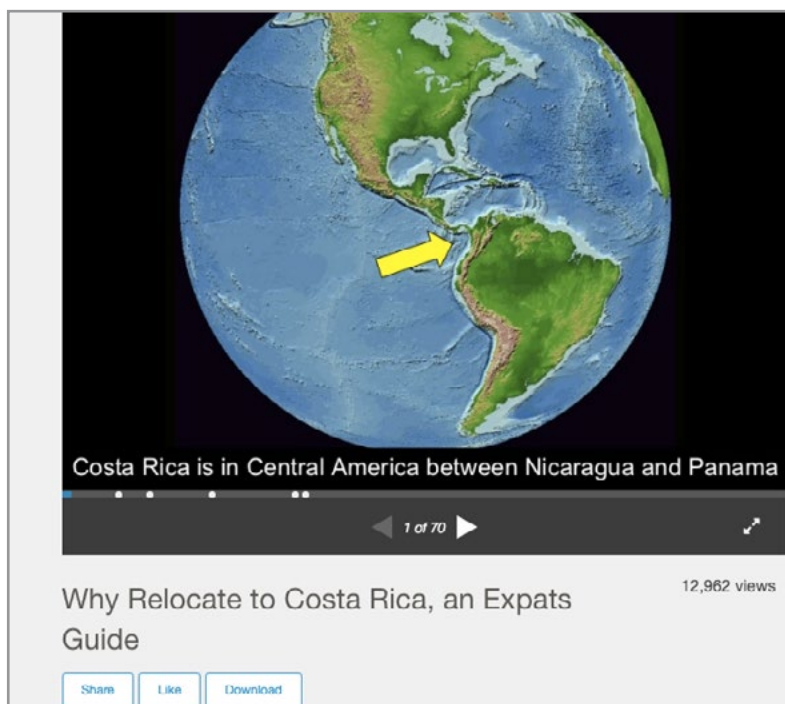 Costa Rica is in Central America between Nicaragua and Panama
1 of 70
Why Relocate to Costa Rica, an Expats
Guide
12,962 views
Share
Like
Download